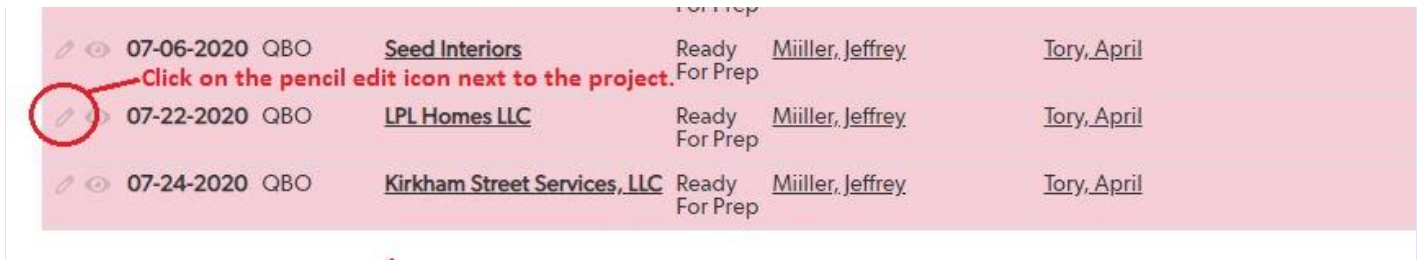 For Prep
07-06-2020 QBO Seed Interiors Ready Miiller, Jeffrey Tory, April
For Prep
Click on the pencil edit icon next to the project.
07-22-2020 QBO LPL Homes LLC Ready Miiller, Jeffrey Tory, April
For Prep
07-24-2020 QBO Kirkham Street Services, LLC Ready Miiller, Jeffrey Tory, April
For Prep